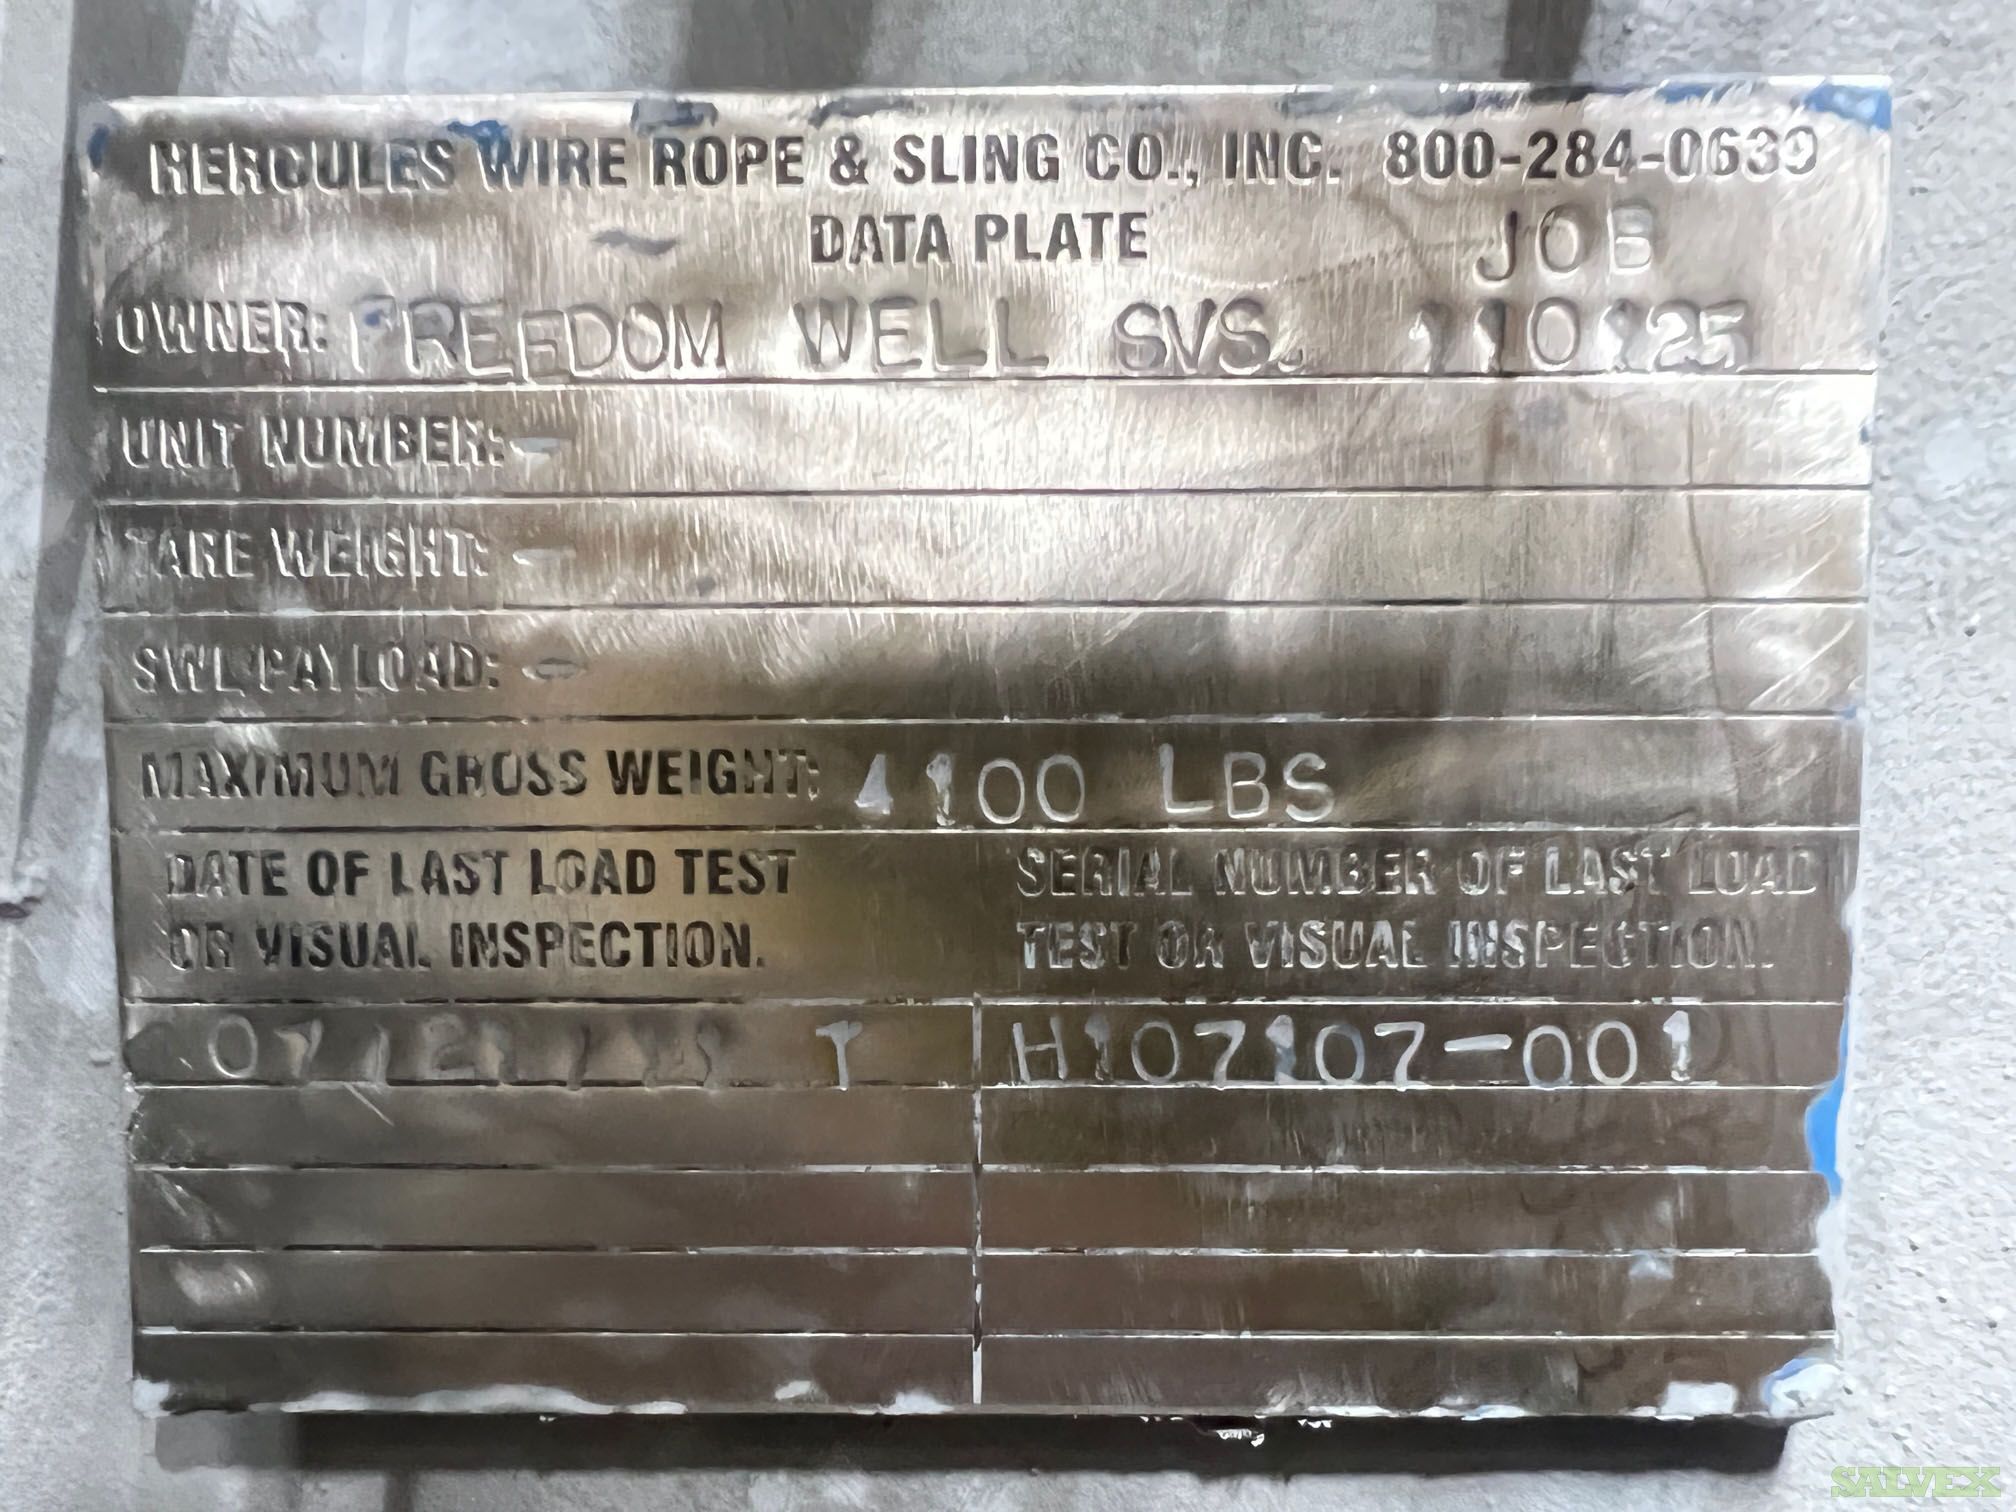 HERCULES WIRE ROPE & SLING CO., INC. 800-284-0639
DATA PLATE JOB
OWNER: FREEDOM WELL SVS. 110125
UNIT NUMBER: -
TARE WEIGHT: -
SWL/PAYLOAD: -
MAXIMUM GROSS WEIGHT: 4100 LBS
DATE OF LAST LOAD TEST
OR VISUAL INSPECTION.
SERIAL NUMBER OF LAST LOAD
TEST OR VISUAL INSPECTION.
T H107107-001
SALVEX